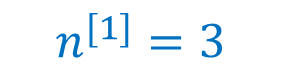 n^[1] = 3